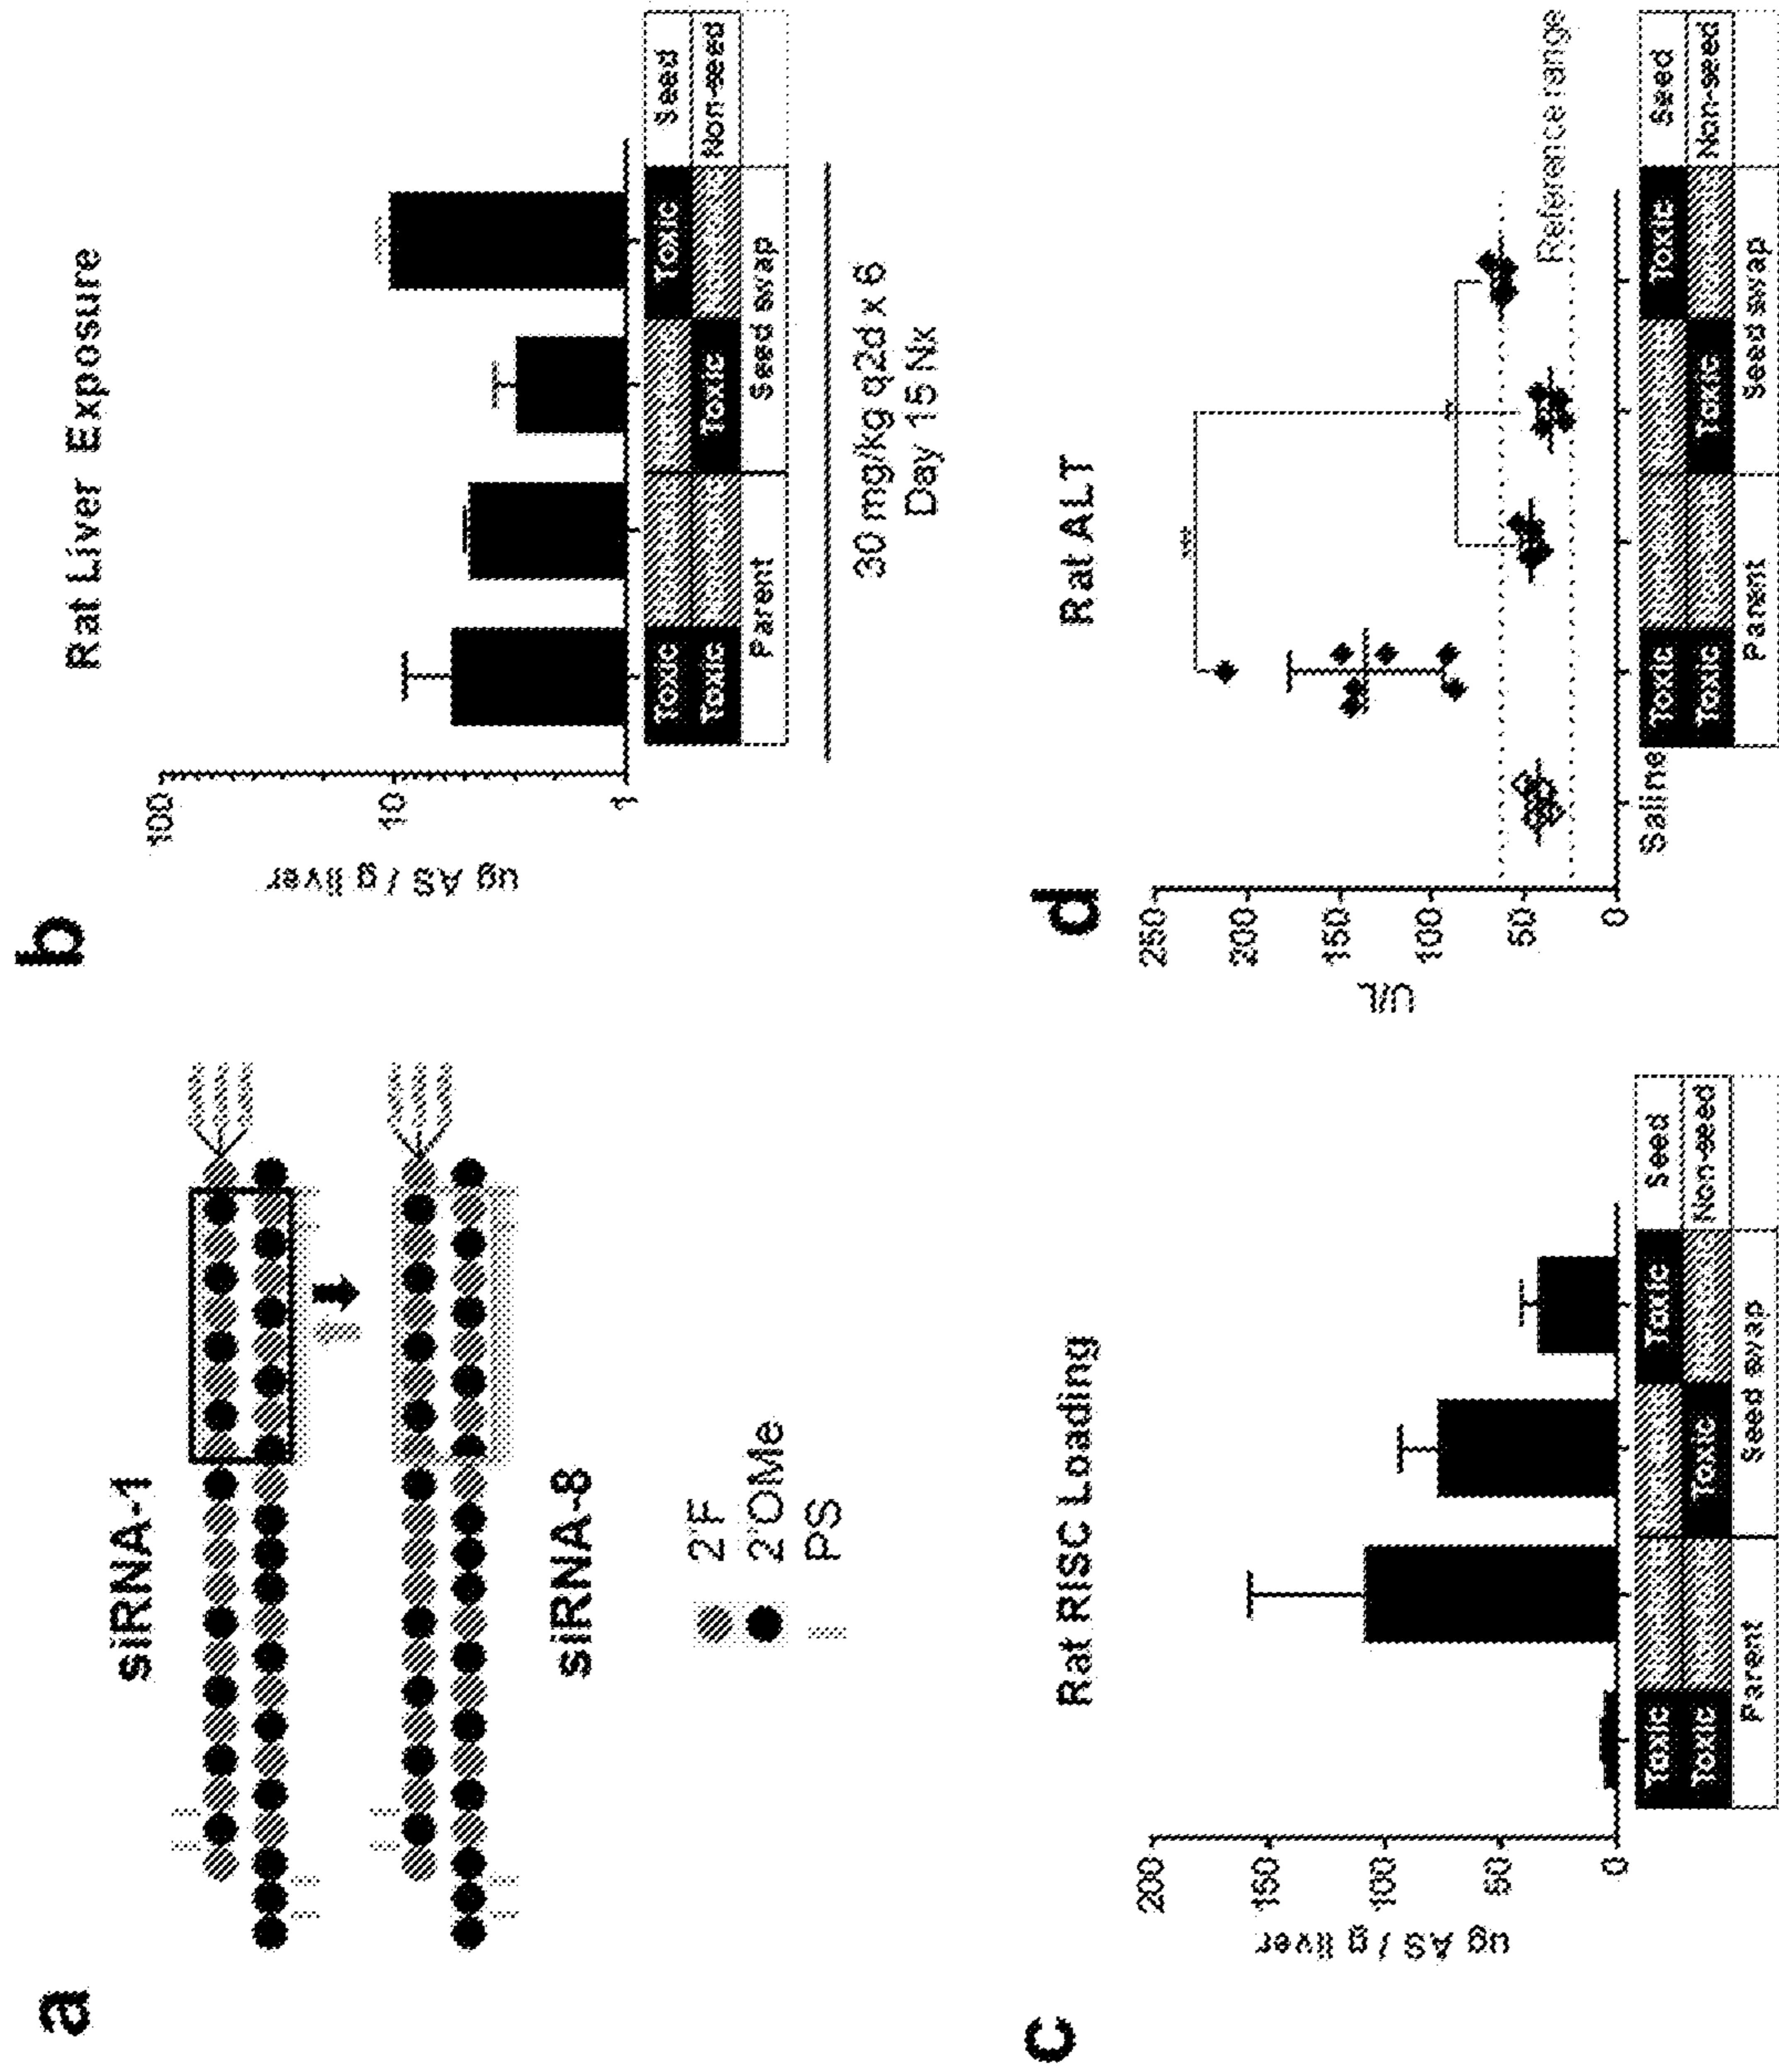 a
siRNA-1
siRNA-8
2'F
2'OMe
PS
b
Rat Liver Exposure
ug AS / g liver
100
10
1
Toxic Toxic Seed
Toxic Toxic Non-seed
Parent Seed swap
30 mg/kg q2d x 6
Day 15 Nx
c
Rat RISC Loading
ug AS / g liver
200
150
100
50
0
Toxic Toxic Seed
Toxic Toxic Non-seed
Parent Seed swap
d
Rat ALT
U/L
250
200
150
100
50
0
Reference range
Saline
Toxic Toxic Seed
Toxic Toxic Non-seed
Parent Seed swap